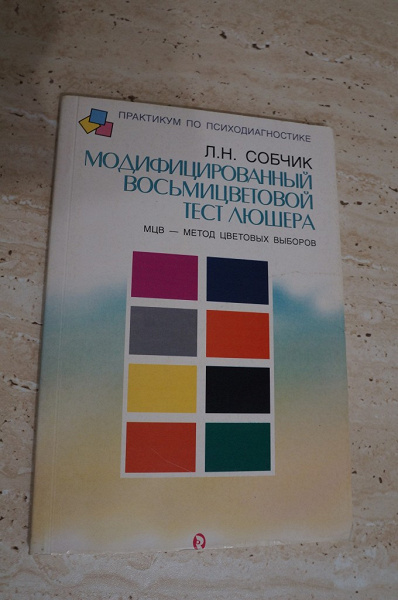 ПРАКТИКУМ ПО ПСИХОДИАГНОСТИКЕ
Л.Н. СОБЧИК
МОДИФИЦИРОВАННЫЙ
ВОСЬМИЦВЕТОВОЙ
ТЕСТ ЛЮШЕРА
МЦВ — МЕТОД ЦВЕТОВЫХ ВЫБОРОВ